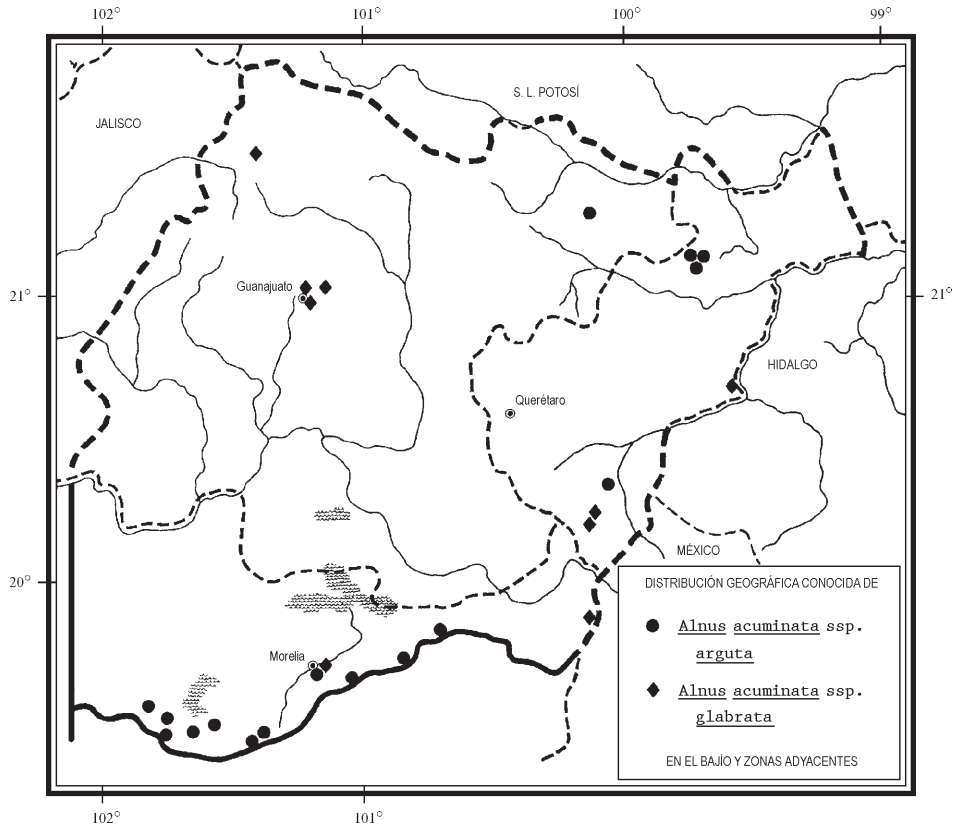 102° 101° 100° 99°
S. L. POTOSÍ
JALISCO
Guanajuato
21° 21°
HIDALGO
Querétaro
MÉXICO
20°
Morelia
DISTRIBUCIÓN GEOGRÁFICA CONOCIDA DE
Alnus acuminata ssp.
arguta
Alnus acuminata ssp.
glabrata
EN EL BAJÍO Y ZONAS ADYACENTES
102° 101°